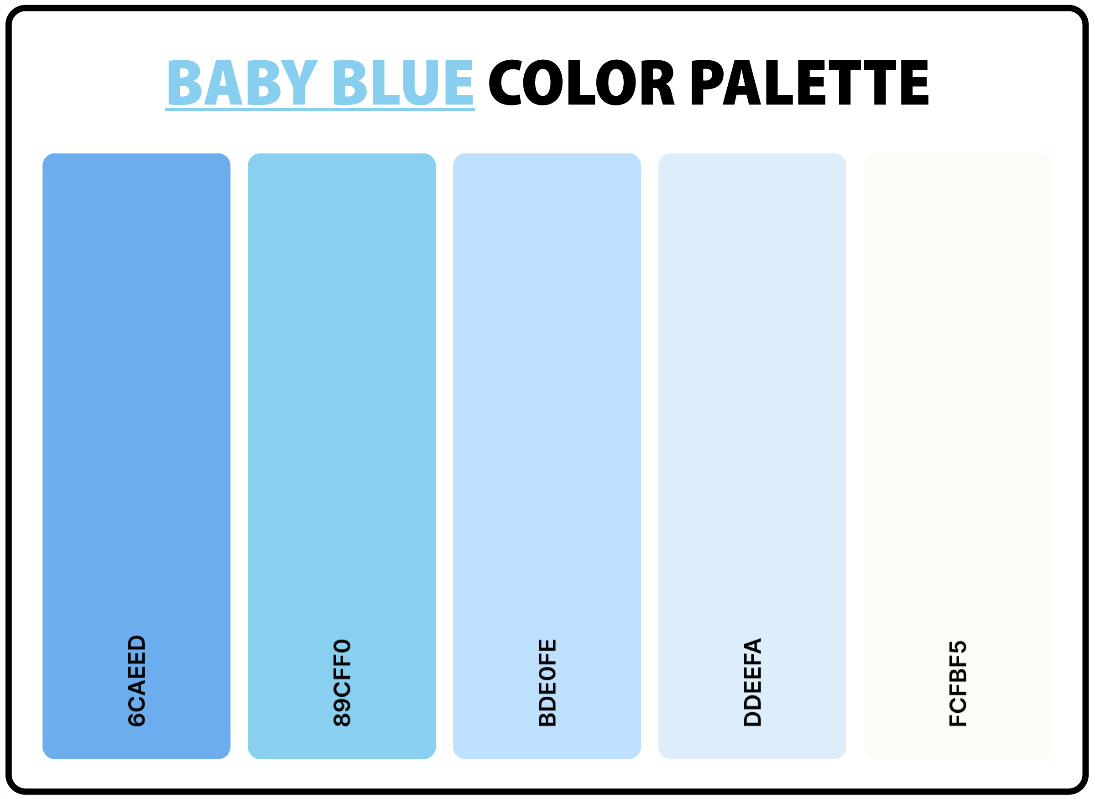 BABY BLUE COLOR PALETTE
6CAEED
89CFF0
BDE0FE
DDEEFA
FCFBF5